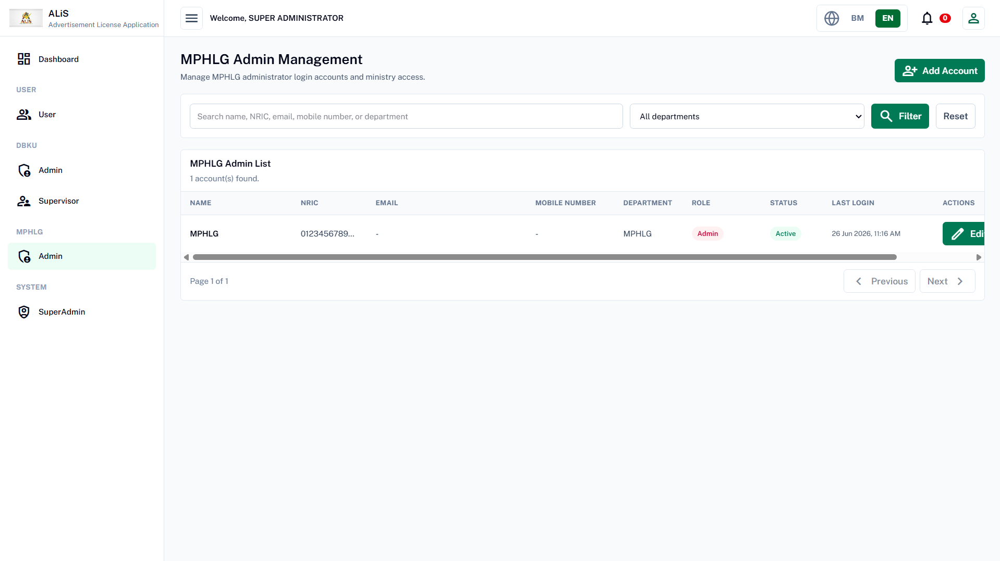 ALiS
ALiS
Advertisement License Application
Welcome, SUPER ADMINISTRATOR
BM
EN
0
Dashboard
USER
User
DBKU
Admin
Supervisor
MPHLG
Admin
SYSTEM
SuperAdmin
MPHLG Admin Management
Manage MPHLG administrator login accounts and ministry access.
Add Account
Search name, NRIC, email, mobile number, or department
All departments
Filter
Reset
MPHLG Admin List
1 account(s) found.
NAME NRIC EMAIL MOBILE NUMBER DEPARTMENT ROLE STATUS LAST LOGIN ACTIONS
MPHLG 0123456789... - - MPHLG Admin Active 26 Jun 2026, 11:16 AM Edi
Page 1 of 1
Previous
Next